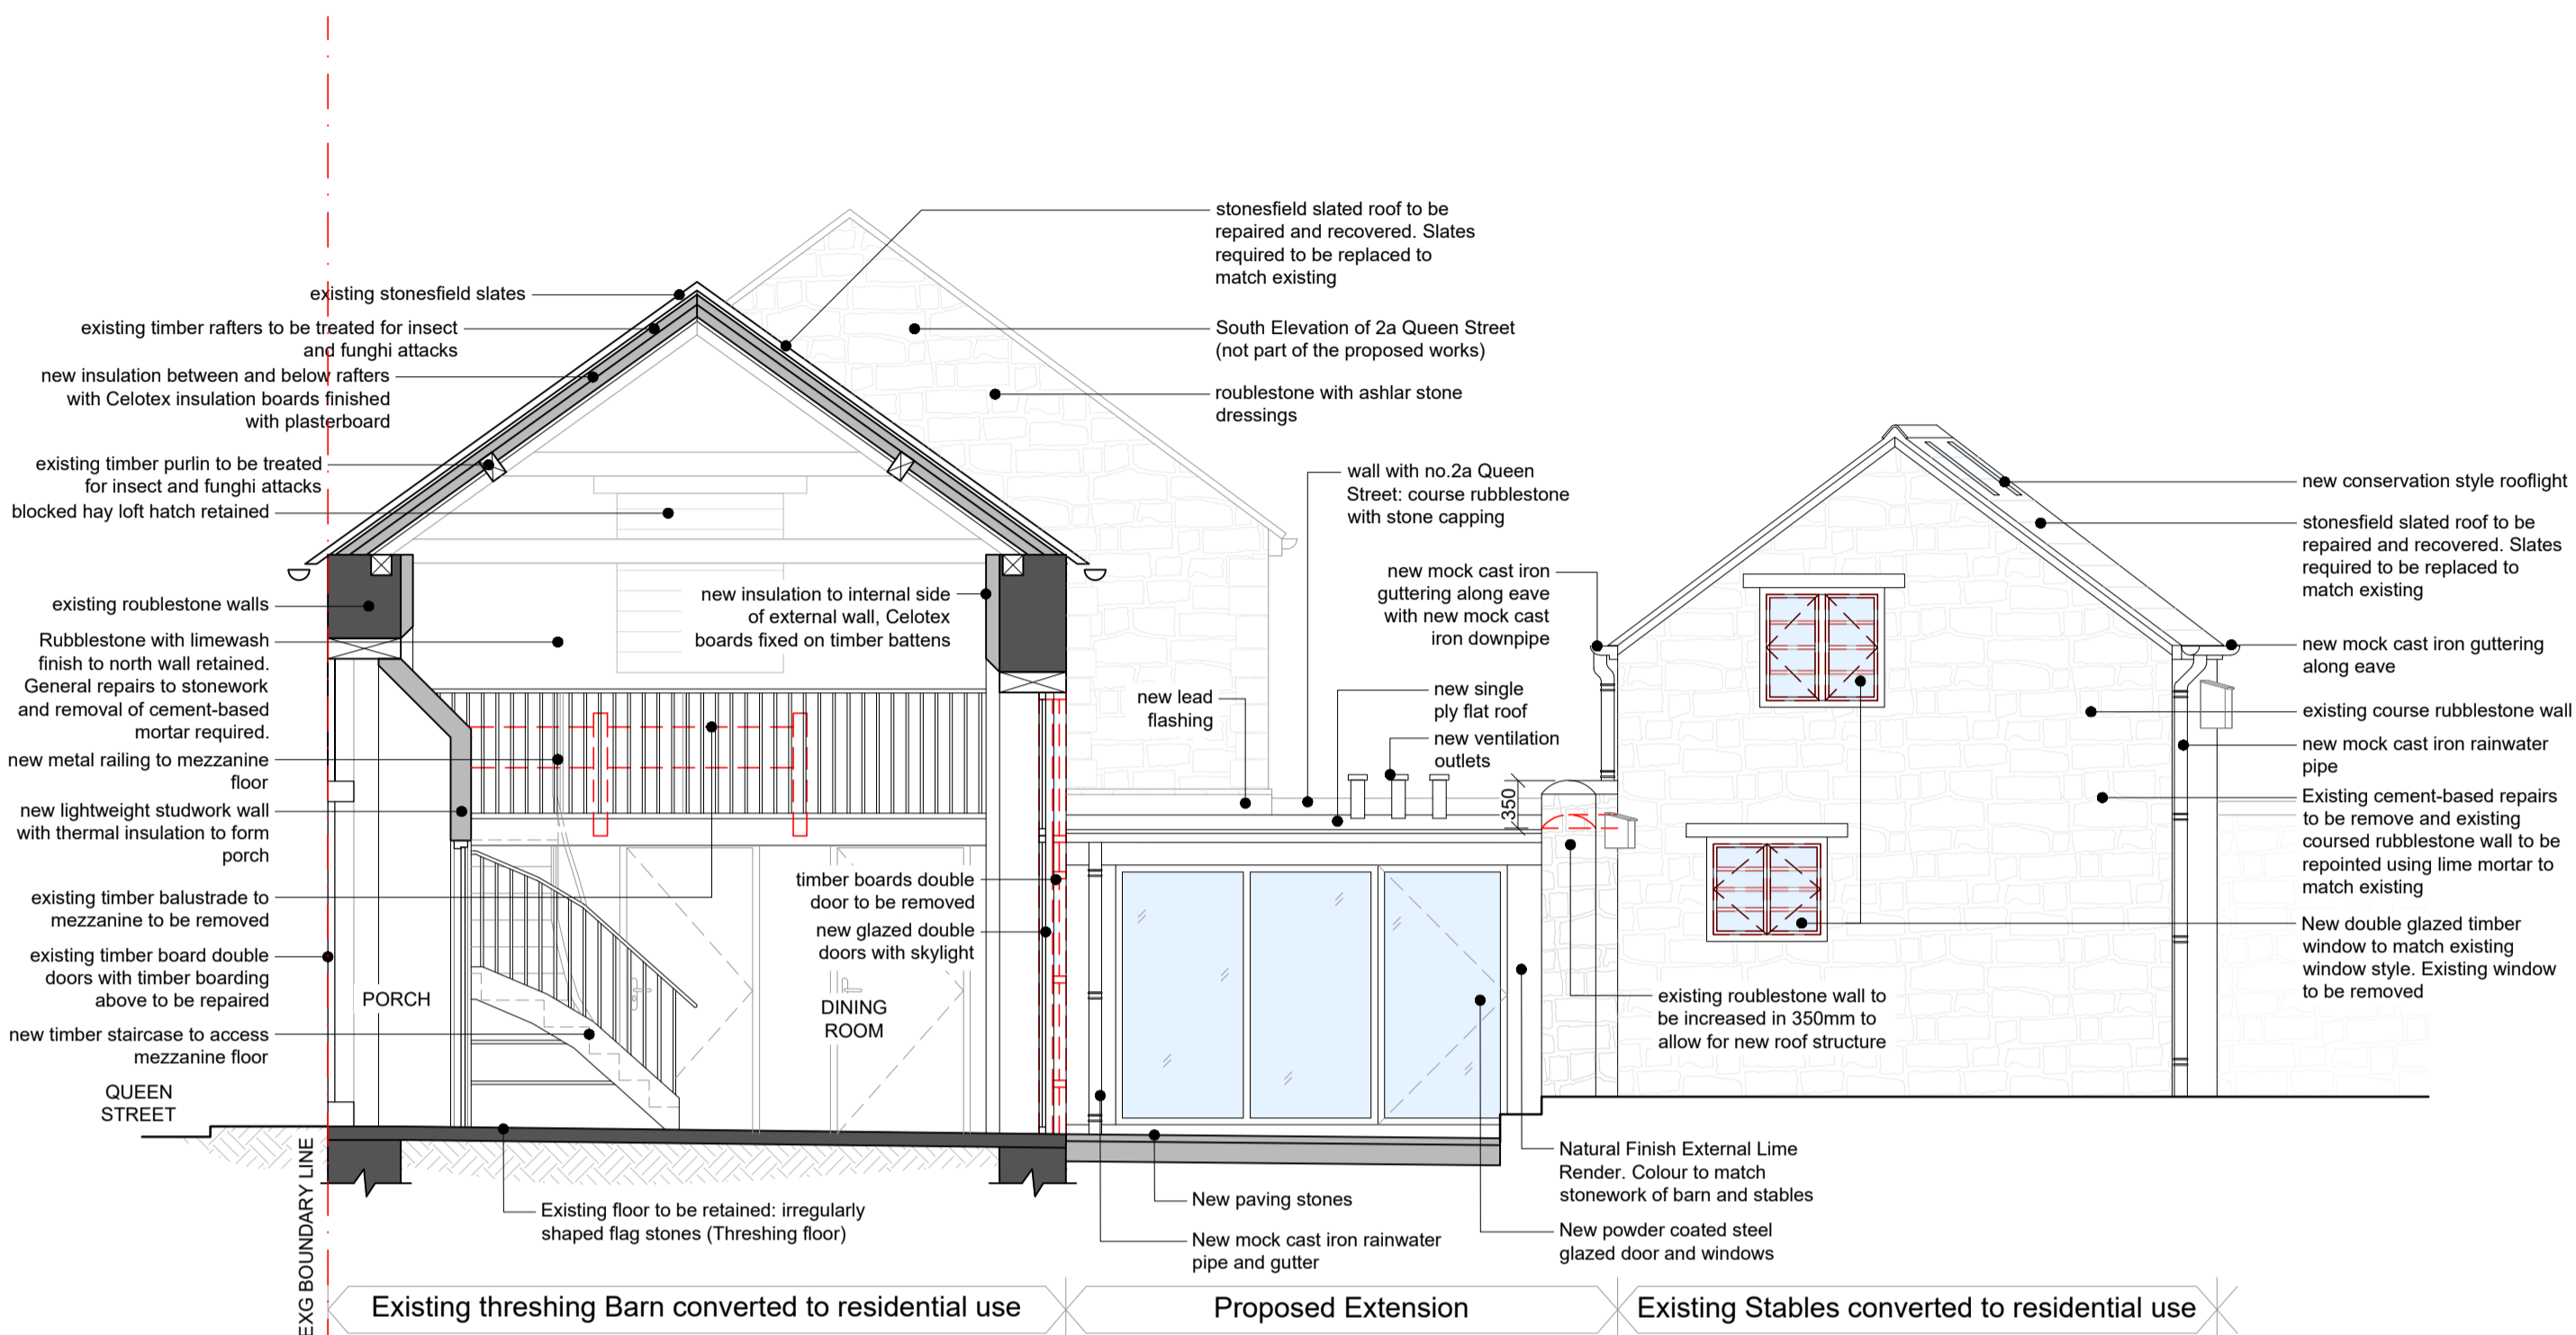 existing stonesfield slates
existing timber rafters to be treated for insect
and funghi attacks
new insulation between and below rafters
with Celotex insulation boards finished
with plasterboard
existing timber purlin to be treated
for insect and funghi attacks
blocked hay loft hatch retained
existing roublestone walls
Rubblestone with limewash
finish to north wall retained.
General repairs to stonework
and removal of cement-based
mortar required.
new metal railing to mezzanine
floor
new lightweight studwork wall
with thermal insulation to form
porch
existing timber balustrade to
mezzanine to be removed
existing timber board double
doors with timber boarding
above to be repaired
new timber staircase to access
mezzanine floor
QUEEN
STREET
EXG BOUNDARY LINE
PORCH
new insulation to internal side
of external wall, Celotex
boards fixed on timber battens
timber boards double
door to be removed
new glazed double
doors with skylight
DINING
ROOM
Existing floor to be retained: irregularly
shaped flag stones (Threshing floor)
stonesfield slated roof to be
repaired and recovered. Slates
required to be replaced to
match existing
South Elevation of 2a Queen Street
(not part of the proposed works)
roublestone with ashlar stone
dressings
wall with no.2a Queen
Street: course rubblestone
with stone capping
new mock cast iron
guttering along eave
with new mock cast
iron downpipe
new lead
flashing
new single
ply flat roof
new ventilation
outlets
350
existing roublestone wall to
be increased in 350mm to
allow for new roof structure
Natural Finish External Lime
Render. Colour to match
stonework of barn and stables
New paving stones
New powder coated steel
glazed door and windows
New mock cast iron rainwater
pipe and gutter
new conservation style rooflight
stonesfield slated roof to be
repaired and recovered. Slates
required to be replaced to
match existing
new mock cast iron guttering
along eave
existing course rubblestone wall
new mock cast iron rainwater
pipe
Existing cement-based repairs
to be remove and existing
coursed rubblestone wall to be
repointed using lime mortar to
match existing
New double glazed timber
window to match existing
window style. Existing window
to be removed
Existing threshing Barn converted to residential use
Proposed Extension
Existing Stables converted to residential use